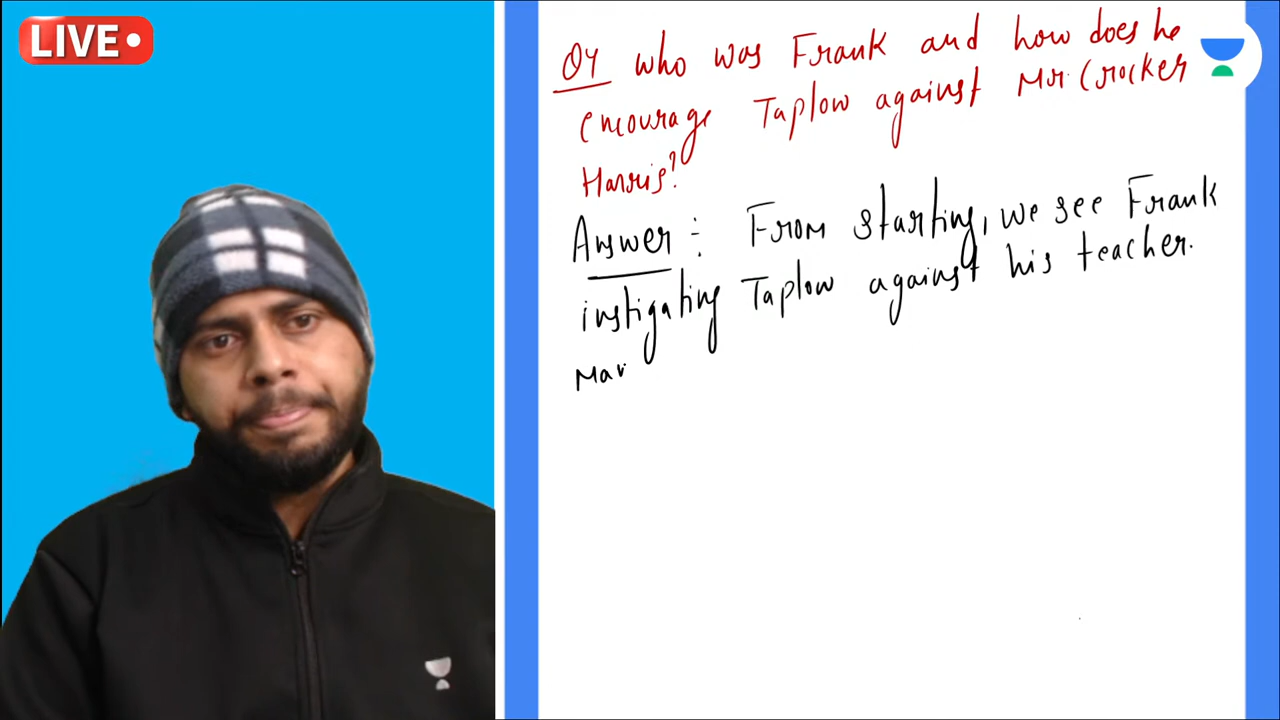 LIVE
Q4 who was Frank and how does he
encourage Taplow against Mr. Crocker
Harris?
Answer : From starting, we see Frank
instigating Taplow against his teacher.